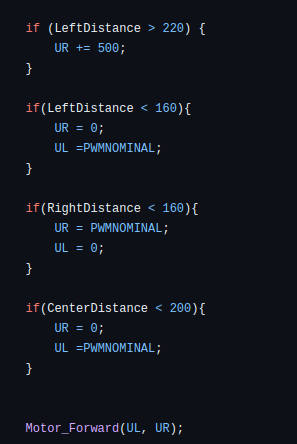 if (LeftDistance > 220) {
    UR += 500;
}

if(LeftDistance < 160){
    UR = 0;
    UL =PWMNOMINAL;
}

if(RightDistance < 160){
    UR = PWMNOMINAL;
    UL = 0;
}

if(CenterDistance < 200){
    UR = 0;
    UL =PWMNOMINAL;
}


Motor_Forward(UL, UR);